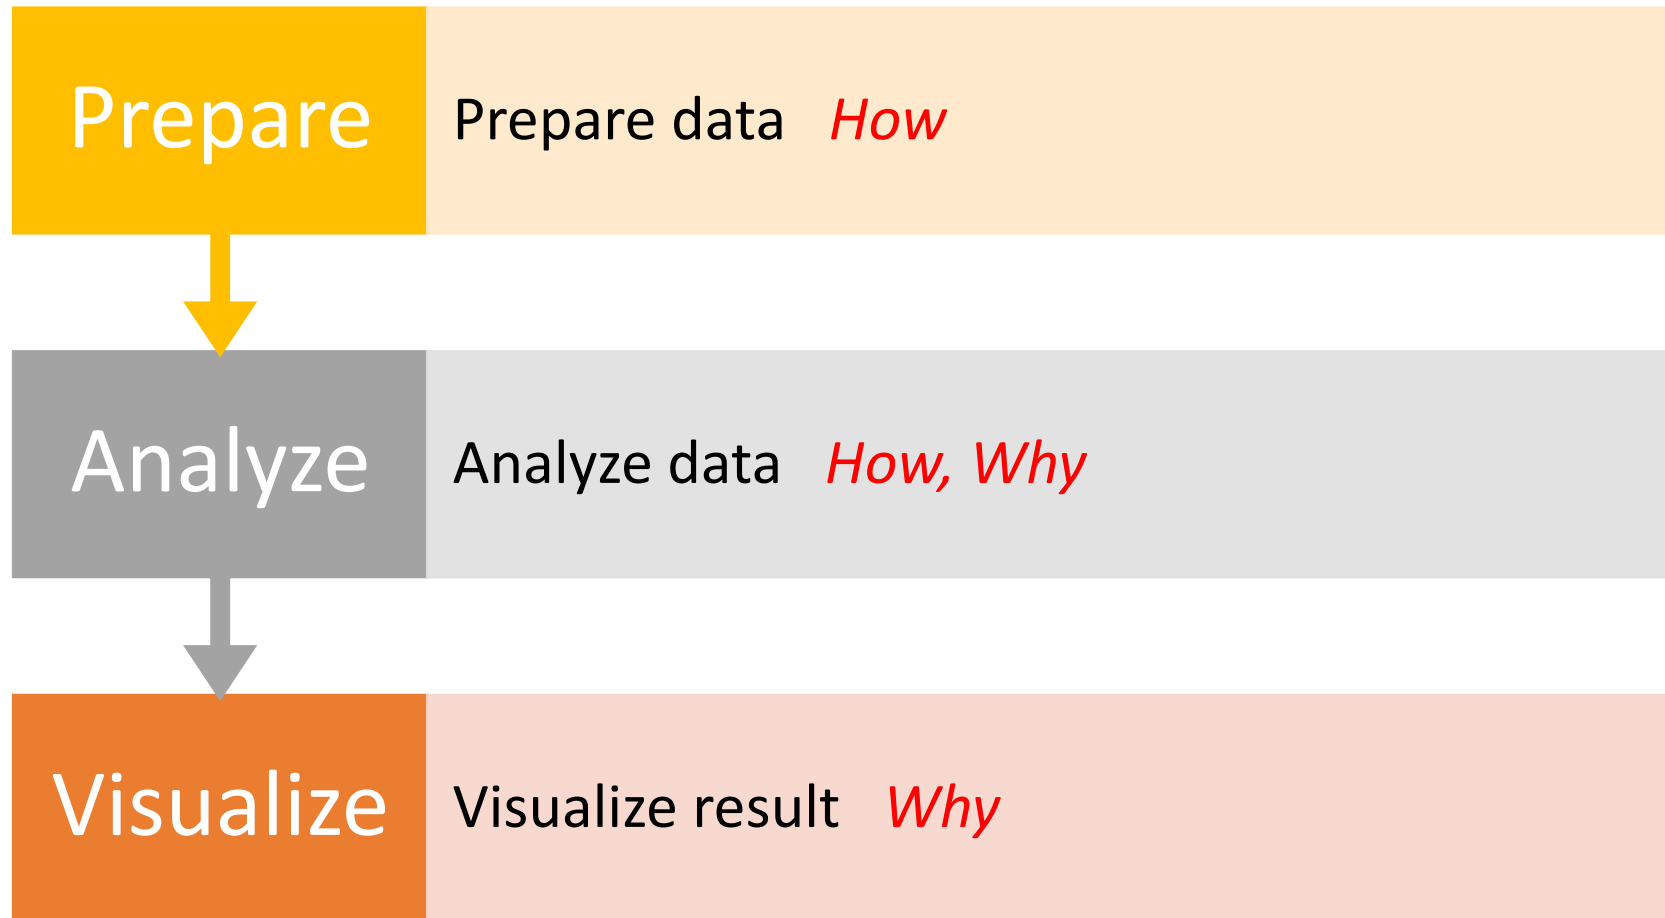 Prepare
Prepare data How
Analyze
Analyze data How, Why
Visualize
Visualize result Why